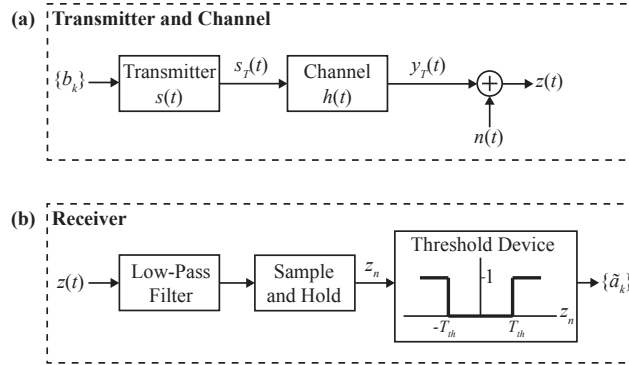 (a) Transmitter and Channel
{b_k}
Transmitter
s(t)
s_T(t)
Channel
h(t)
y_T(t)
+
z(t)
n(t)
(b) Receiver
z(t)
Low-Pass
Filter
Sample
and Hold
z_n
Threshold Device
1
-T_th
T_th
z_n
{ã_k}